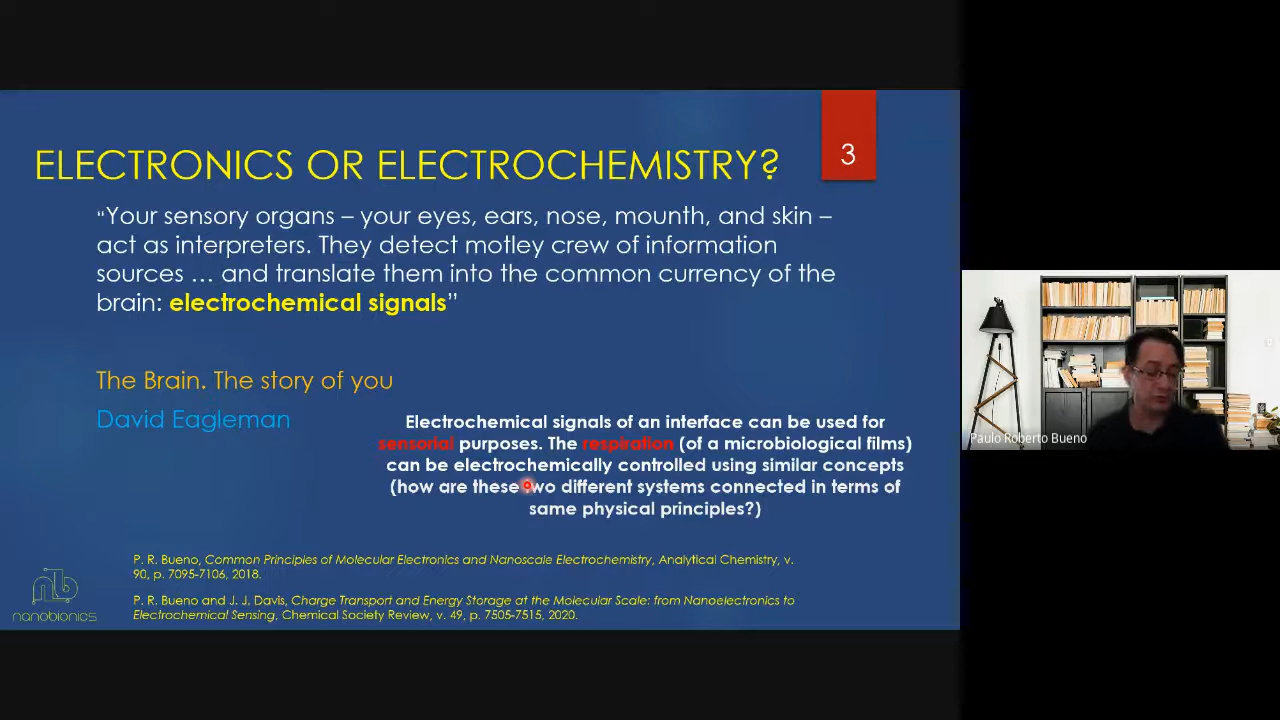 3
ELECTRONICS OR ELECTROCHEMISTRY?
“Your sensory organs – your eyes, ears, nose, mounth, and skin –
act as interpreters. They detect motley crew of information
sources … and translate them into the common currency of the
brain: electrochemical signals”
The Brain. The story of you
David Eagleman
Electrochemical signals of an interface can be used for
sensorial purposes. The respiration (of a microbiological films)
can be electrochemically controlled using similar concepts
(how are these two different systems connected in terms of
same physical principles?)
P. R. Bueno, Common Principles of Molecular Electronics and Nanoscale Electrochemistry, Analytical Chemistry, v.
90, p. 7095-7106, 2018.
P. R. Bueno and J. J. Davis, Charge Transport and Energy Storage at the Molecular Scale: from Nanoelectronics to
Electrochemical Sensing, Chemical Society Review, v. 49, p. 7505-7515, 2020.
nb
nanobionics
Paulo Roberto Bueno